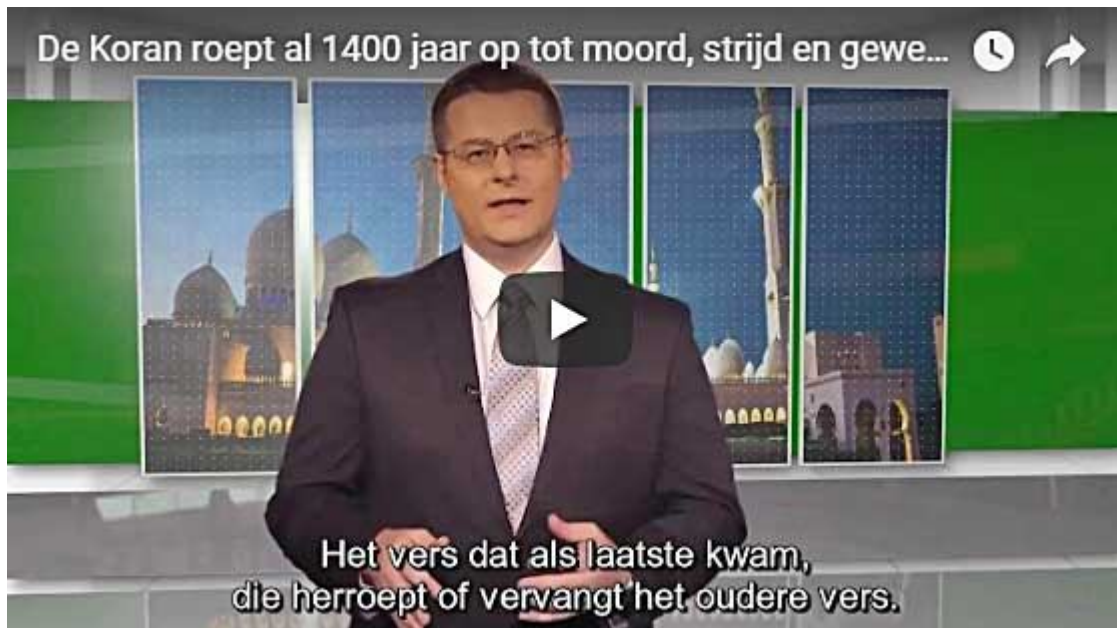 De Koran roept al 1400 jaar op tot moord, strijd en gewe...
Het vers dat als laatste kwam,
die herroept of vervangt het oudere vers.